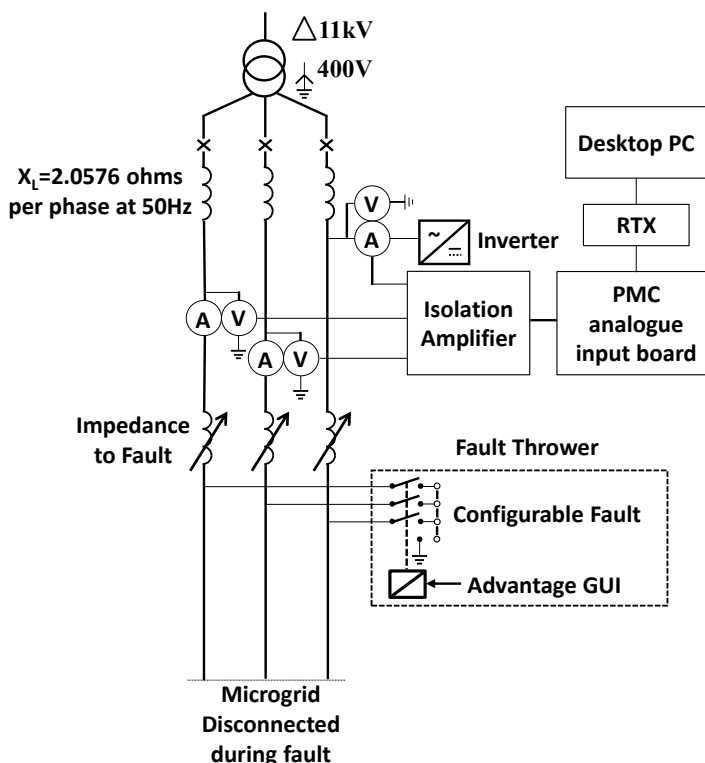 △11kV
400V
X_L=2.0576 ohms
per phase at 50Hz
Desktop PC
RTX
PMC
analogue
input board
V
A
Inverter
~
Isolation
Amplifier
A
V
A
V
Impedance
to Fault
Fault Thrower
Configurable Fault
Advantage GUI
Microgrid
Disconnected
during fault